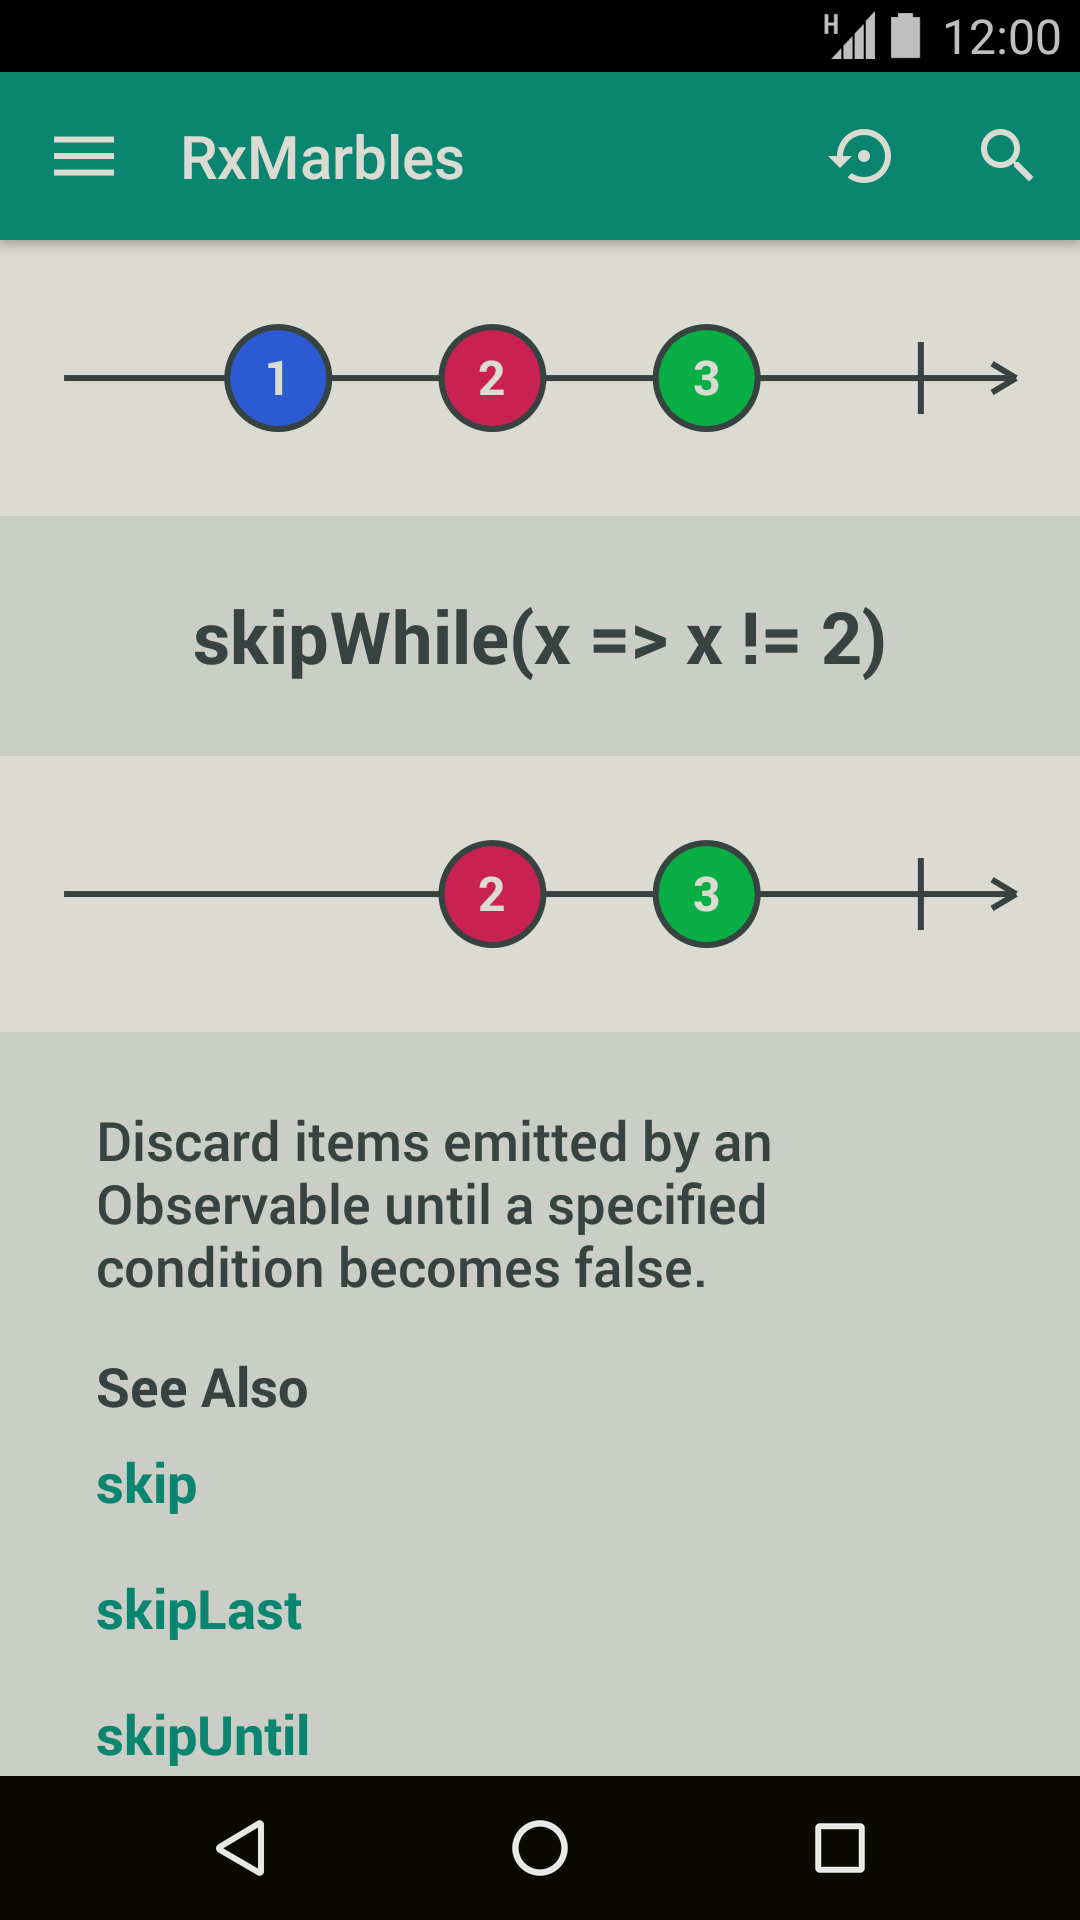 H 12:00
RxMarbles
1 2 3
skipWhile(x => x != 2)
2 3
Discard items emitted by an
Observable until a specified
condition becomes false.
See Also
skip
skipLast
skipUntil